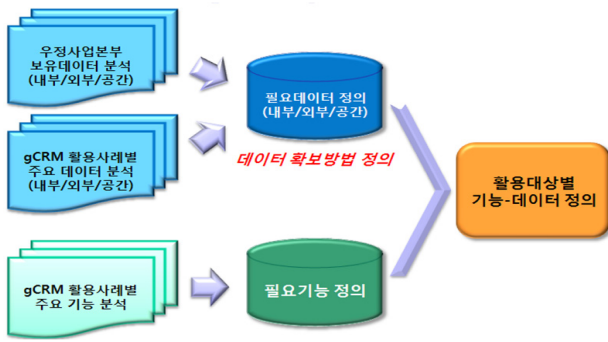 우정사업본부
보유데이터 분석
(내부/외부/공간)
필요데이터 정의
(내부/외부/공간)
gCRM 활용사례별
주요 데이터 분석
(내부/외부/공간)
데이터 확보방법 정의
활용대상별
기능-데이터 정의
gCRM 활용사례별
주요 기능 분석
필요기능 정의